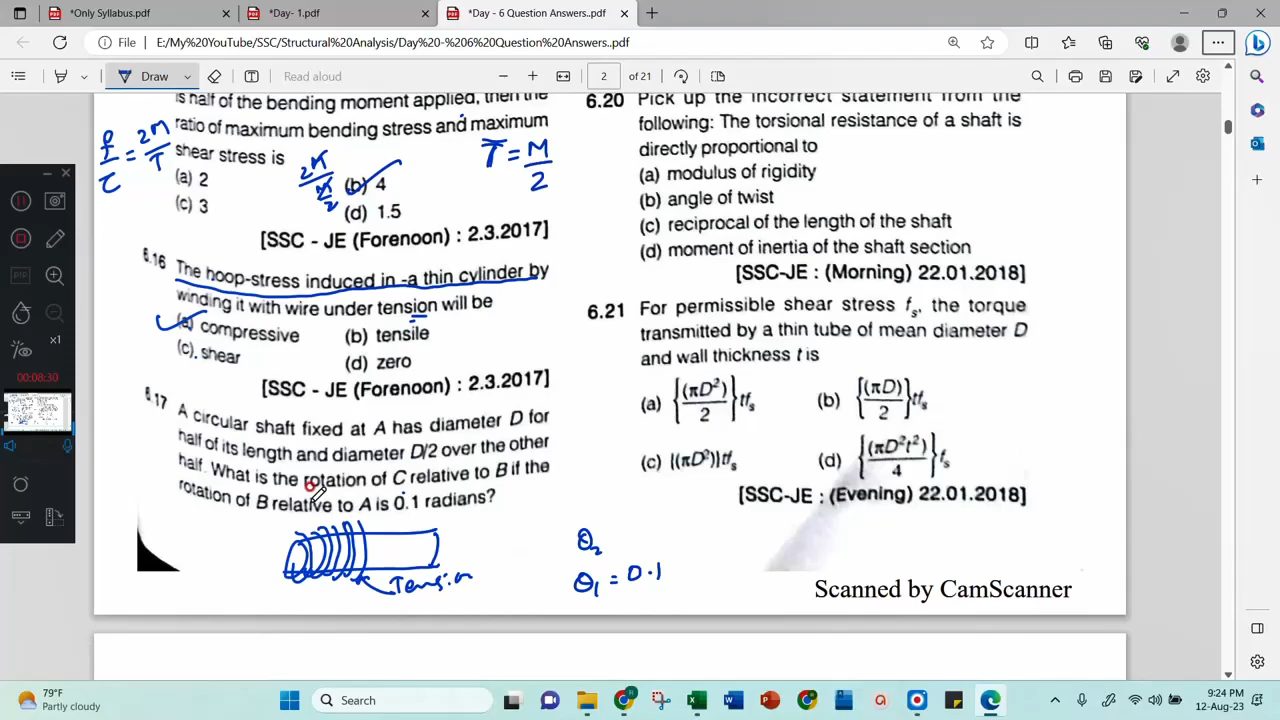 *Only Syllabus.pdf
*Day- 1.pdf
*Day - 6 Question Answers..pdf
File
E:/My%20YouTube/SSC/Structural%20Analysis/Day%20-%206%20Question%20Answers..pdf
Draw
Read aloud
2
of 21
is half of the bending moment applied, then the
ratio of maximum bending stress and maximum
shear stress is
(a) 2
(b) 4
(c) 3
(d) 1.5
[SSC - JE (Forenoon) : 2.3.2017]
f/τ = 2M/T
T = M/2
6.16 The hoop-stress induced in -a thin cylinder by
winding it with wire under tension will be
(a) compressive
(b) tensile
(c). shear
(d) zero
[SSC - JE (Forenoon) : 2.3.2017]
6.17 A circular shaft fixed at A has diameter D for
half of its length and diameter D/2 over the other
half. What is the rotation of C relative to B if the
rotation of B relative to A is 0.1 radians?
Tension
θ2
θ1 = 0.1
6.20 Pick up the incorrect statement from the
following: The torsional resistance of a shaft is
directly proportional to
(a) modulus of rigidity
(b) angle of twist
(c) reciprocal of the length of the shaft
(d) moment of inertia of the shaft section
[SSC-JE : (Morning) 22.01.2018]
6.21 For permissible shear stress fs, the torque
transmitted by a thin tube of mean diameter D
and wall thickness t is
(a) {(πD²)/2}tfs
(b) {(πD)/2}tfs
(c) {(πD²)}tfs
(d) {(πD²t²)/4}fs
[SSC-JE : (Evening) 22.01.2018]
Scanned by CamScanner
x1
00:08:30
79°F
Partly cloudy
Search
9:24 PM
12-Aug-23